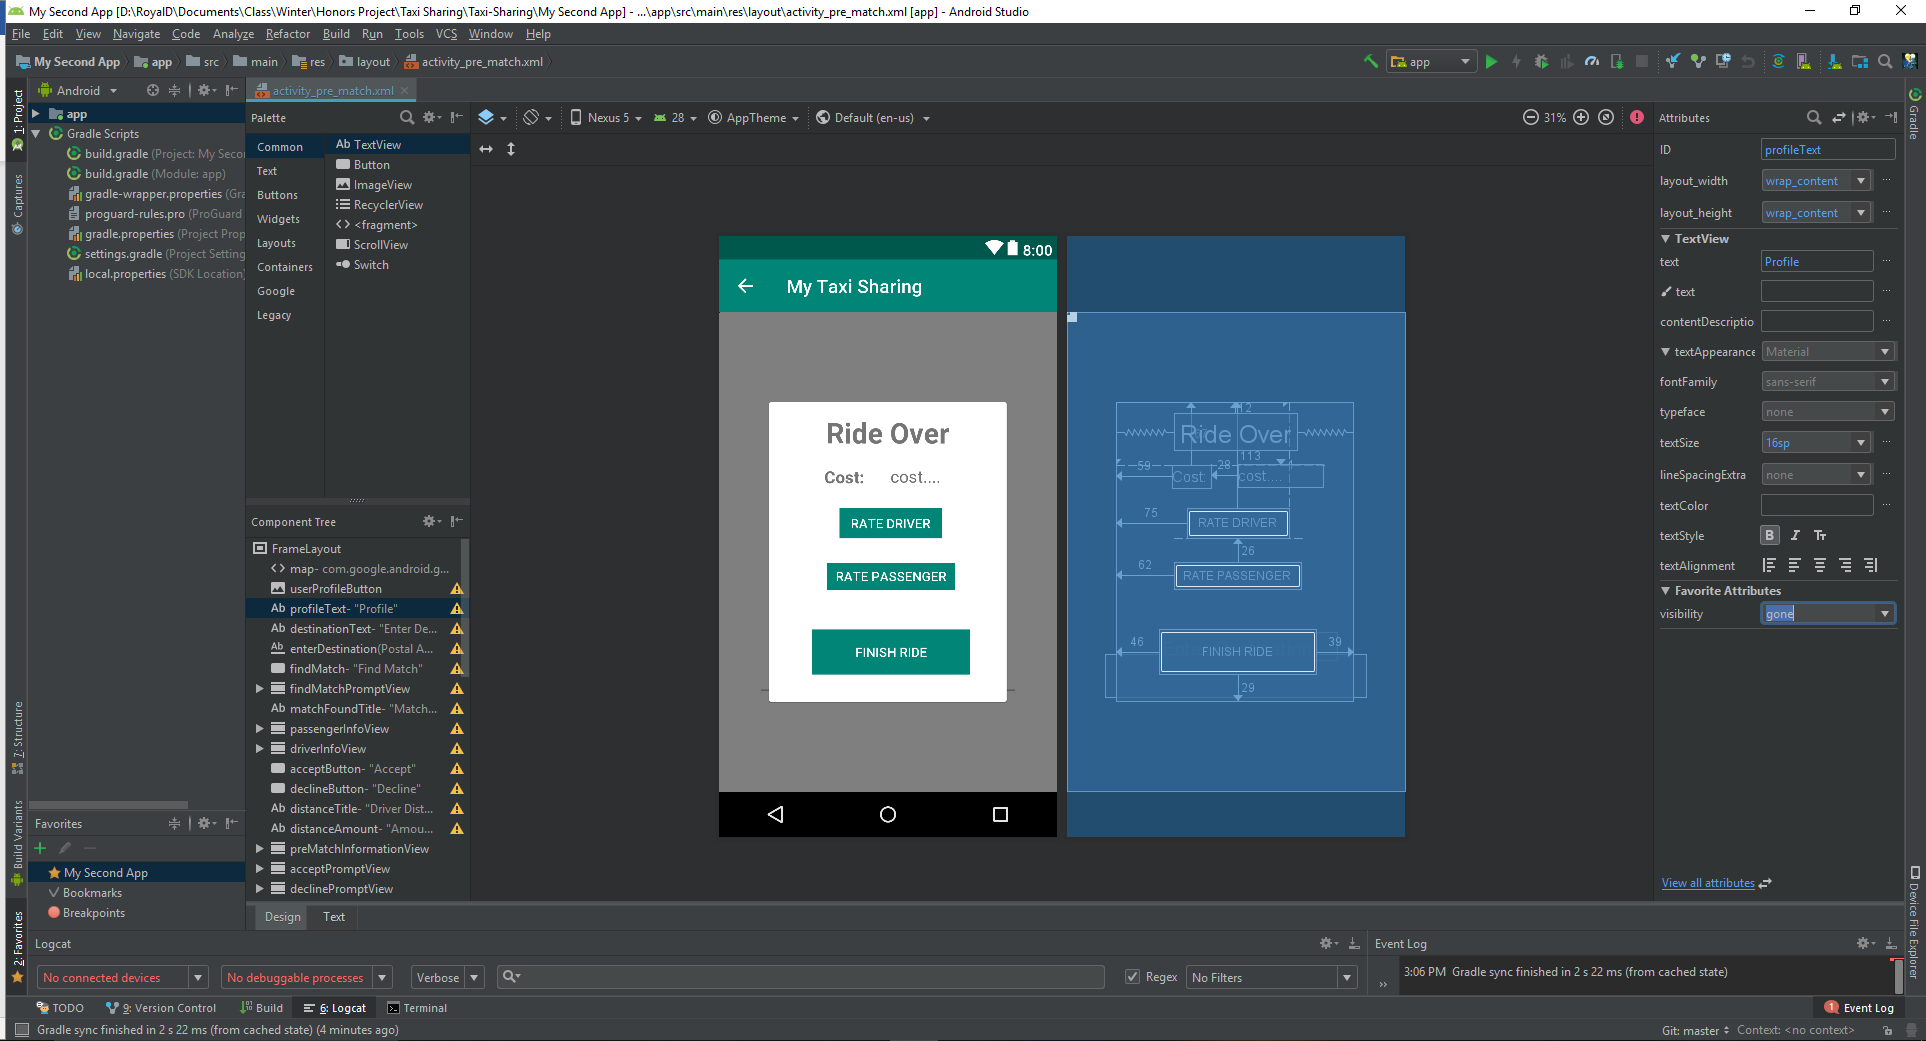 My Second App [D:\RoyalD\Documents\Class\Winter\Honors Project\Taxi Sharing\Taxi-Sharing\My Second App] - ...\app\src\main\res\layout\activity_pre_match.xml [app] - Android Studio
File Edit View Navigate Code Analyze Refactor Build Run Tools VCS Window Help
My Second App app src main res layout activity_pre_match.xml
app
1: Project
Captures
7: Structure
Build Variants
2: Favorites
Android
app
Gradle Scripts
build.gradle (Project: My Seco
build.gradle (Module: app)
gradle-wrapper.properties (Gra
proguard-rules.pro (ProGuard
gradle.properties (Project Prop
settings.gradle (Project Setting
local.properties (SDK Location)
Favorites
My Second App
Bookmarks
Breakpoints
activity_pre_match.xml
Palette
Common
Text
Buttons
Widgets
Layouts
Containers
Google
Legacy
Ab TextView
Button
ImageView
RecyclerView
<> <fragment>
ScrollView
Switch
Component Tree
FrameLayout
<> map- com.google.android.g...
userProfileButton
Ab profileText- "Profile"
Ab destinationText- "Enter De...
Ab enterDestination(Postal A...
findMatch- "Find Match"
findMatchPromptView
Ab matchFoundTitle- "Match...
passengerInfoView
driverInfoView
acceptButton- "Accept"
declineButton- "Decline"
Ab distanceTitle- "Driver Dist...
Ab distanceAmount- "Amou...
preMatchInformationView
acceptPromptView
declinePromptView
Design Text
Nexus 5 28 AppTheme Default (en-us) 31%
8:00
My Taxi Sharing
Ride Over
Cost: cost....
RATE DRIVER
RATE PASSENGER
FINISH RIDE
12
Ride Over
113
59 Cost: 28 cost....
75 RATE DRIVER
26
62 RATE PASSENGER
46 FINISH RIDE 39
29
Attributes
ID profileText
layout_width wrap_content ...
layout_height wrap_content ...
TextView
text Profile ...
text ...
contentDescriptio ...
textAppearance Material
fontFamily sans-serif
typeface none
textSize 16sp ...
lineSpacingExtra none ...
textColor ...
textStyle B I Tt
textAlignment
Favorite Attributes
visibility gone
View all attributes
Gradle
Device File Explorer
Logcat
No connected devices No debuggable processes Verbose Regex No Filters
Event Log
3:06 PM Gradle sync finished in 2 s 22 ms (from cached state)
TODO 9: Version Control Build 6: Logcat Terminal
1 Event Log
Gradle sync finished in 2 s 22 ms (from cached state) (4 minutes ago)
Git: master Context: <no context>